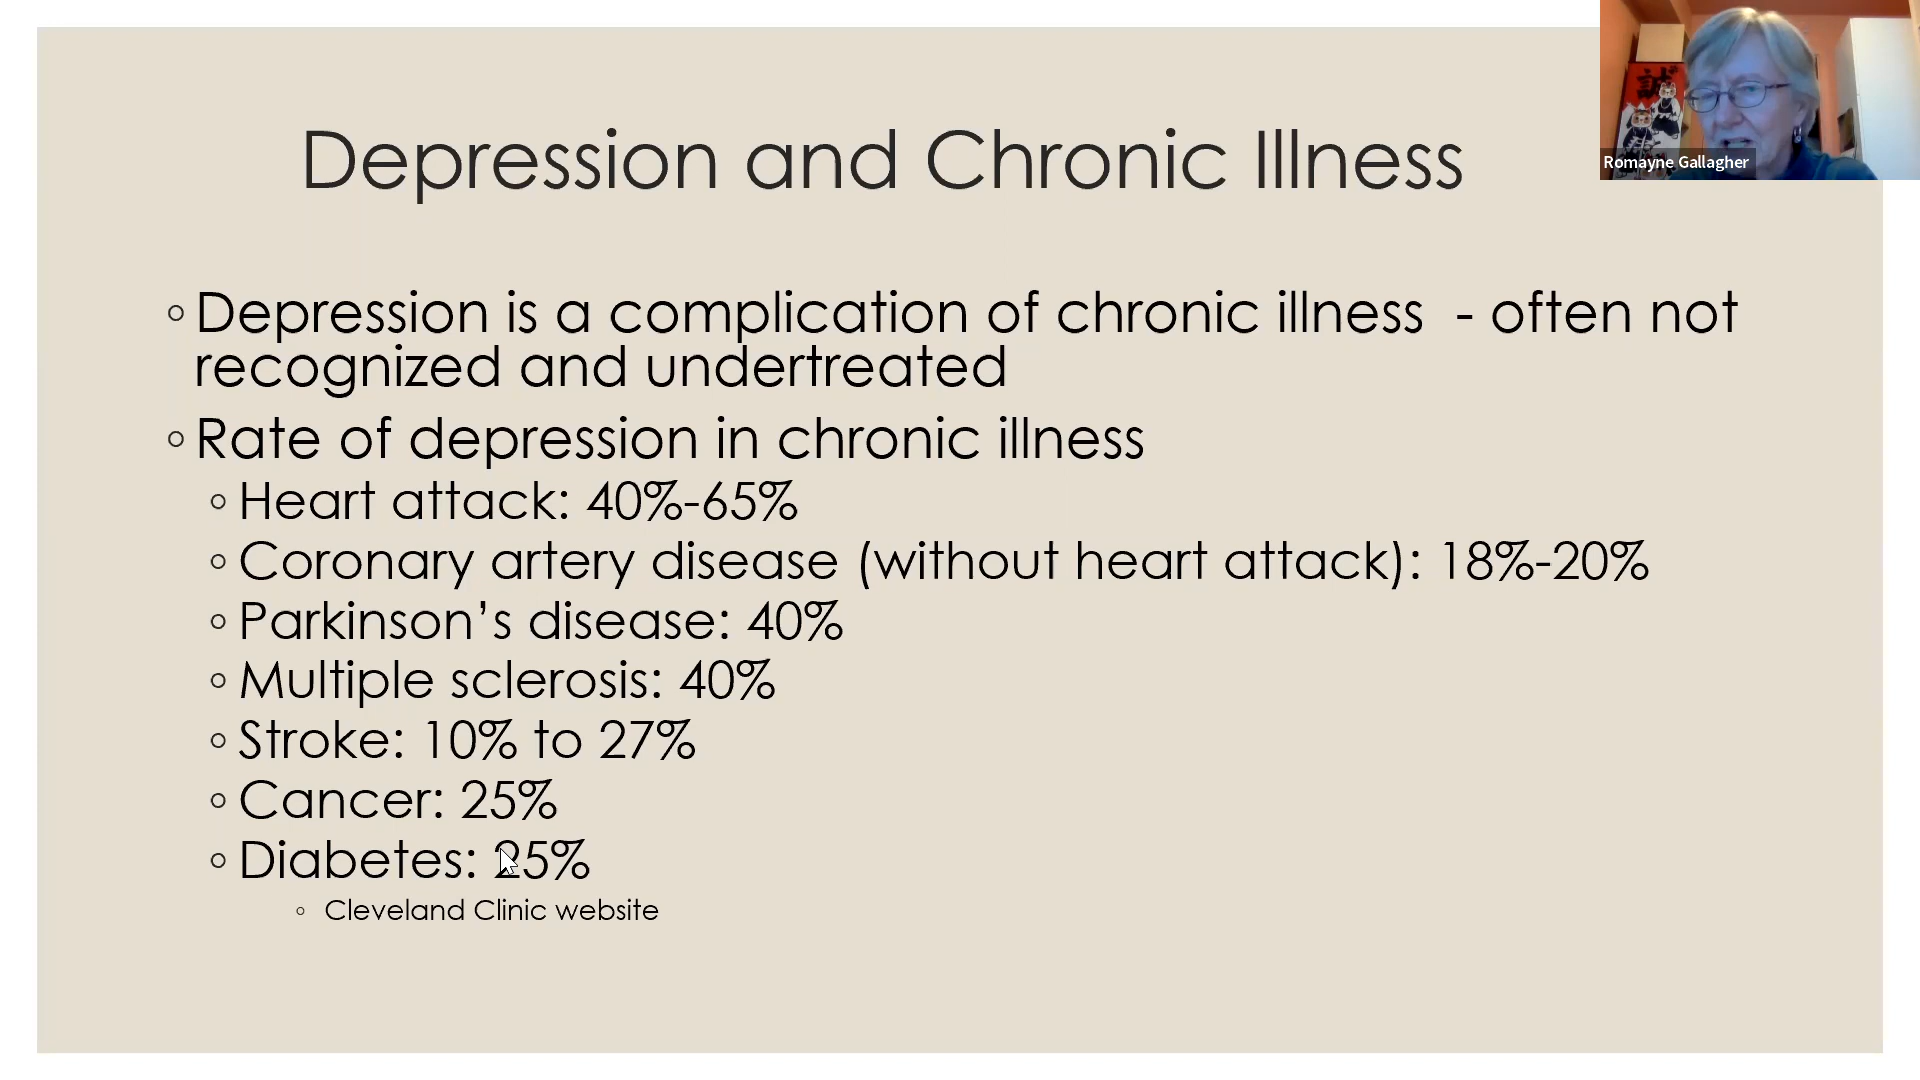 Depression and Chronic Illness
Romayne Gallagher
◦ Depression is a complication of chronic illness  - often not
recognized and undertreated
◦ Rate of depression in chronic illness
◦ Heart attack: 40%-65%
◦ Coronary artery disease (without heart attack): 18%-20%
◦ Parkinson’s disease: 40%
◦ Multiple sclerosis: 40%
◦ Stroke: 10% to 27%
◦ Cancer: 25%
◦ Diabetes: 25%
◦ Cleveland Clinic website